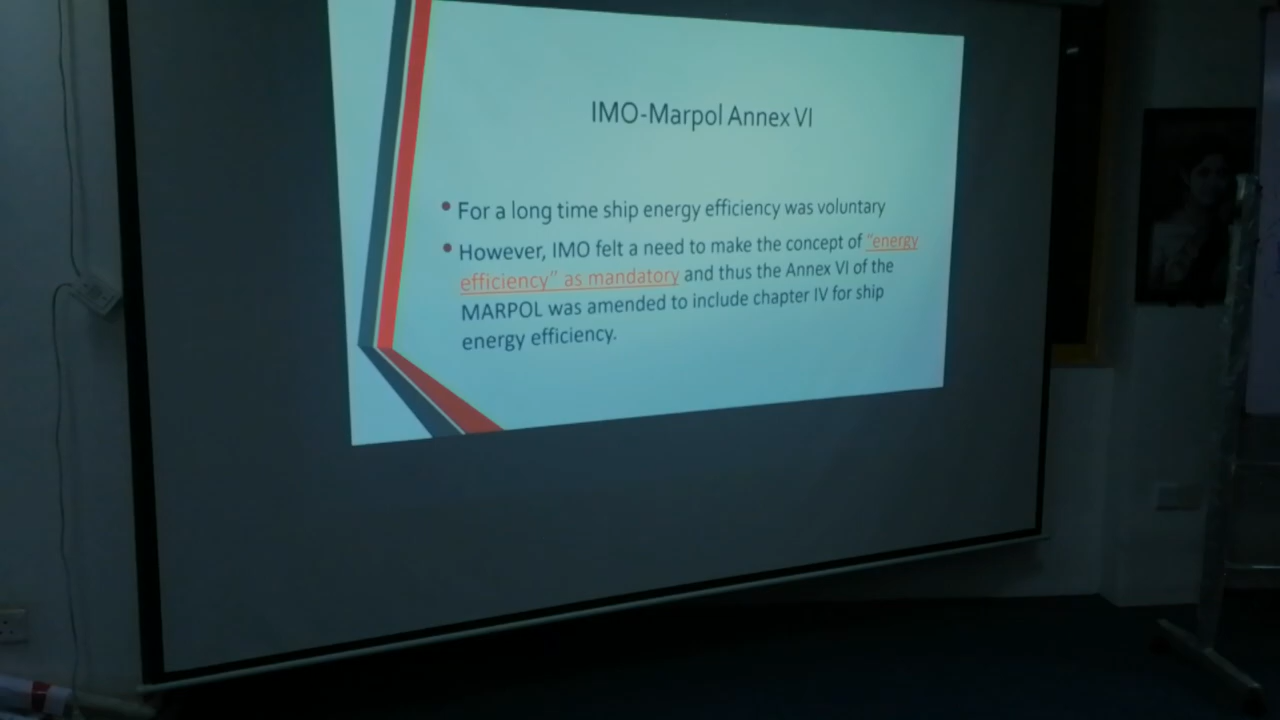 IMO-Marpol Annex VI
• For a long time ship energy efficiency was voluntary
• However, IMO felt a need to make the concept of “energy
efficiency” as mandatory and thus the Annex VI of the
MARPOL was amended to include chapter IV for ship
energy efficiency.